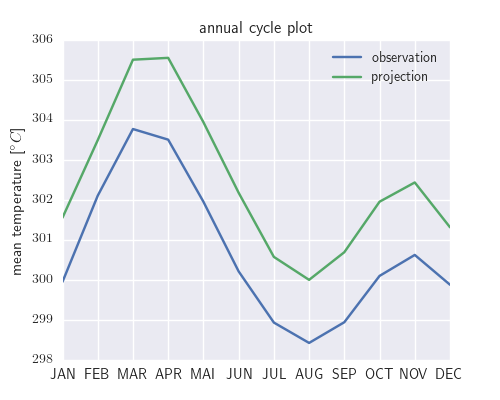 annual cycle plot
observation
projection
mean temperature [°C]
306
305
304
303
302
301
300
299
298
JAN FEB MAR APR MAI JUN JUL AUG SEP OCT NOV DEC